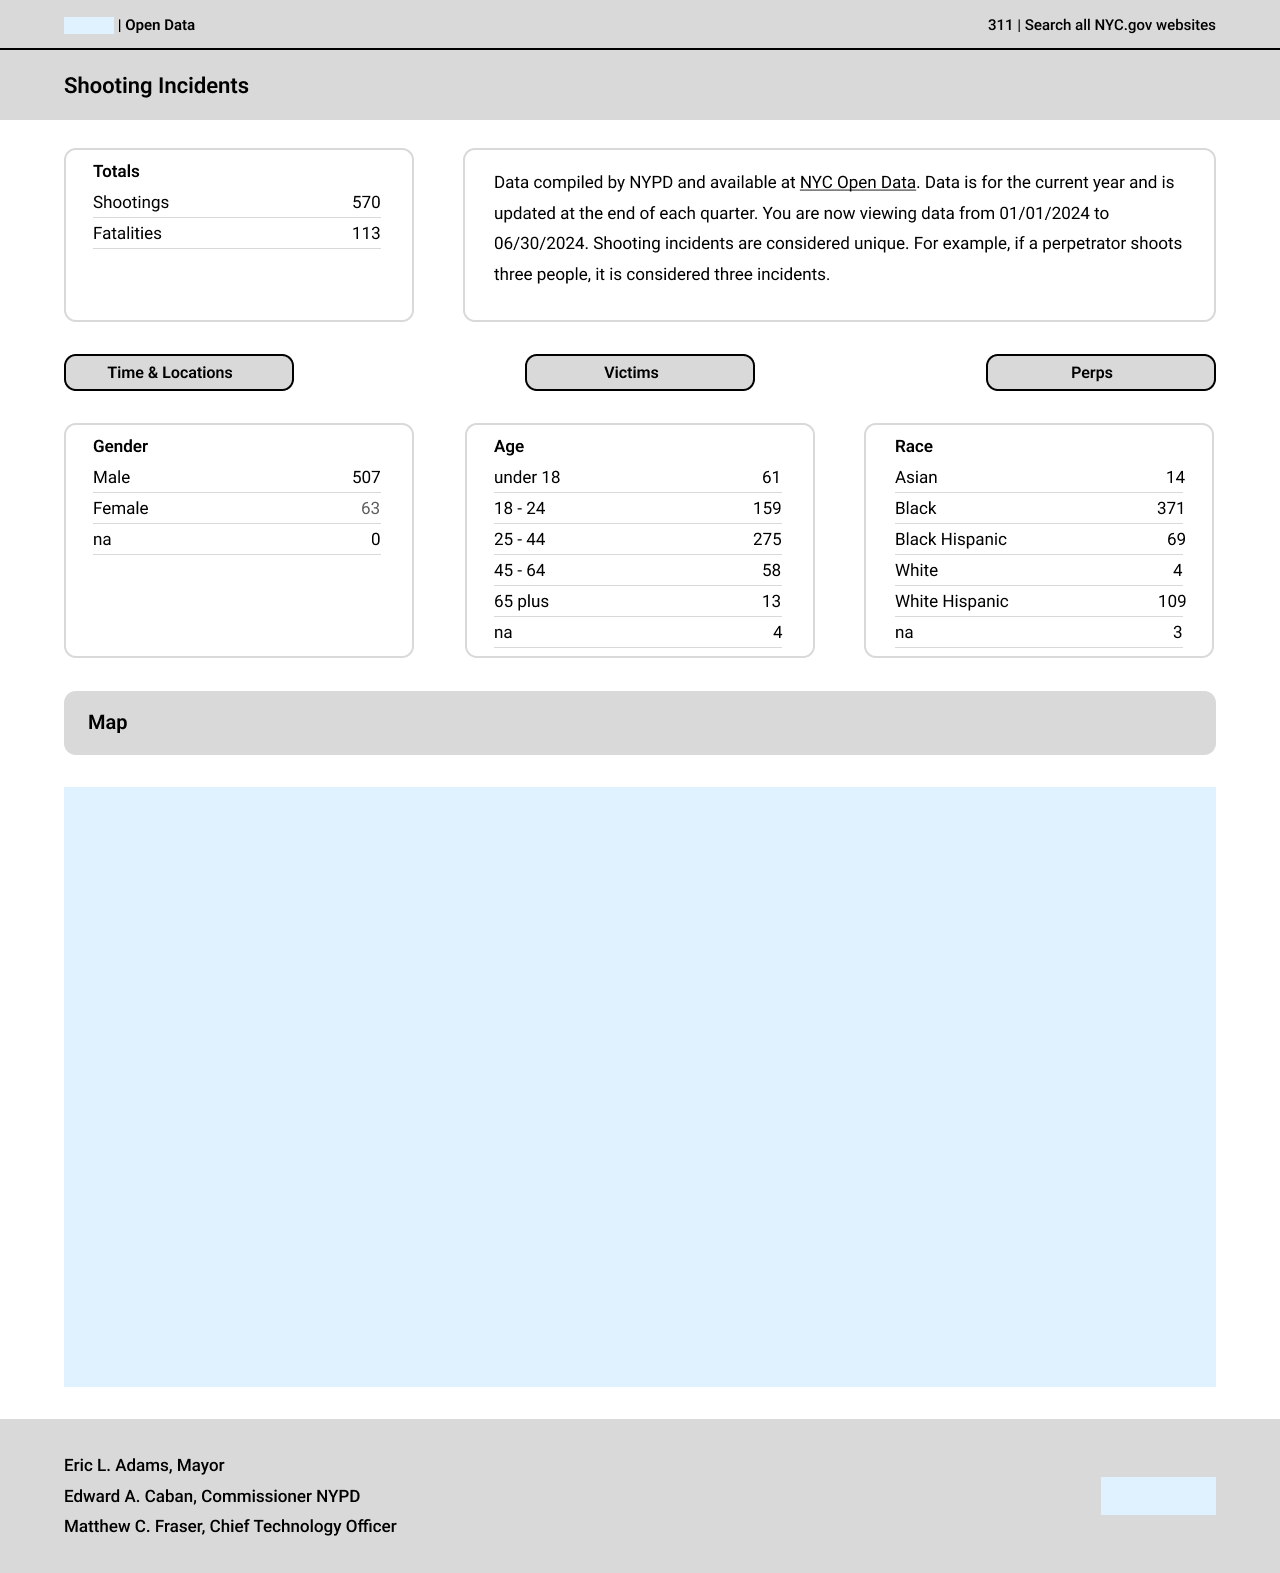 | Open Data
311 | Search all NYC.gov websites
Shooting Incidents
Totals
Shootings 570
Fatalities 113
Data compiled by NYPD and available at NYC Open Data. Data is for the current year and is
updated at the end of each quarter. You are now viewing data from 01/01/2024 to
06/30/2024. Shooting incidents are considered unique. For example, if a perpetrator shoots
three people, it is considered three incidents.
Time & Locations
Victims
Perps
Gender
Male 507
Female 63
na 0
Age
under 18 61
18 - 24 159
25 - 44 275
45 - 64 58
65 plus 13
na 4
Race
Asian 14
Black 371
Black Hispanic 69
White 4
White Hispanic 109
na 3
Map
Eric L. Adams, Mayor
Edward A. Caban, Commissioner NYPD
Matthew C. Fraser, Chief Technology Officer